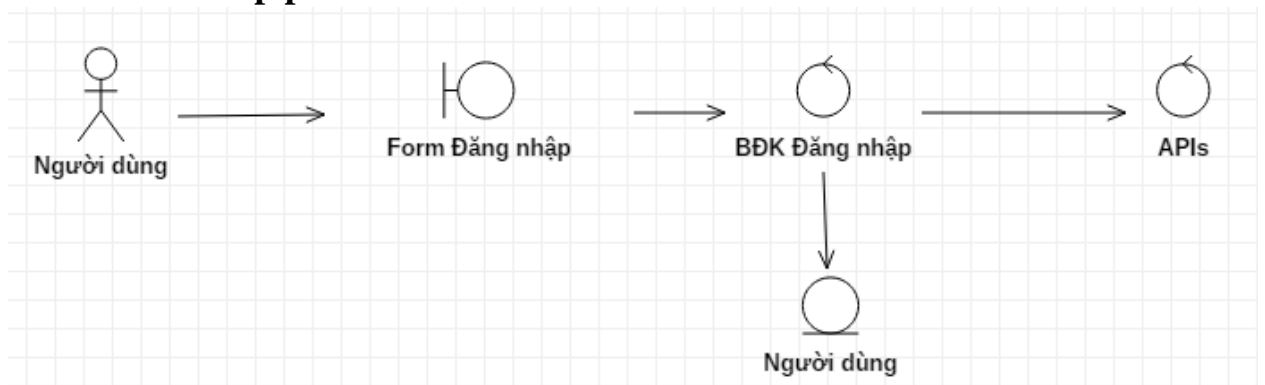 Người dùng
Form Đăng nhập
BĐK Đăng nhập
APIs
Người dùng